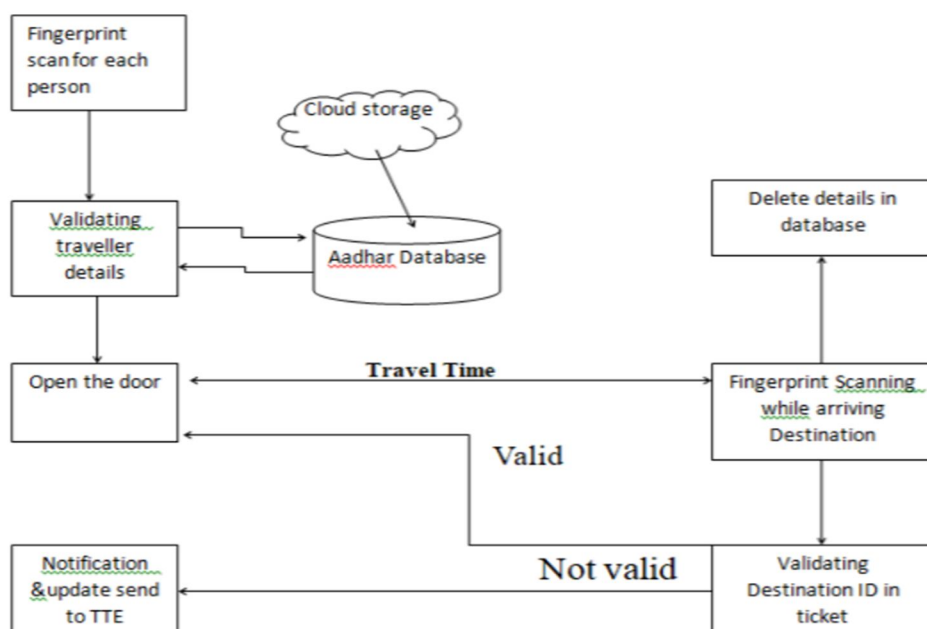 Fingerprint
scan for each
person
Cloud storage
Validating
traveller
details
Aadhar Database
Delete details in
database
Open the door
Travel Time
Fingerprint Scanning
while arriving
Destination
Valid
Notification
&update send
to TTE
Not valid
Validating
Destination ID in
ticket